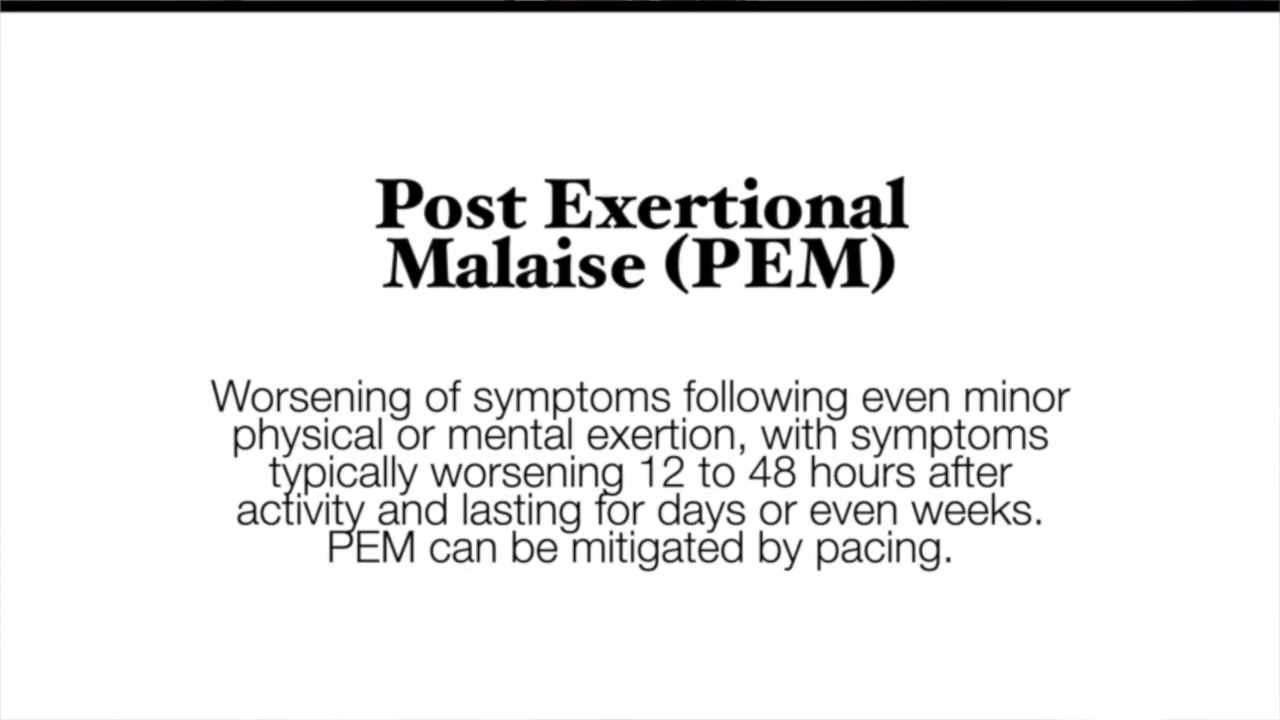 Post Exertional
Malaise (PEM)
Worsening of symptoms following even minor
physical or mental exertion, with symptoms
typically worsening 12 to 48 hours after
activity and lasting for days or even weeks.
PEM can be mitigated by pacing.